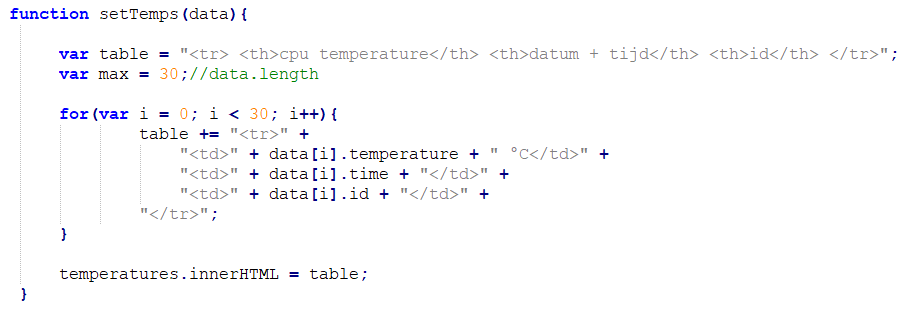 function setTemps(data){
var table = "<tr> <th>cpu temperature</th> <th>datum + tijd</th> <th>id</th> </tr>";
var max = 30;//data.length
for(var i = 0; i < 30; i++){
table += "<tr>" +
"<td>" + data[i].temperature + " °C</td>" +
"<td>" + data[i].time + "</td>" +
"<td>" + data[i].id + "</td>" +
"</tr>";
}
temperatures.innerHTML = table;
}